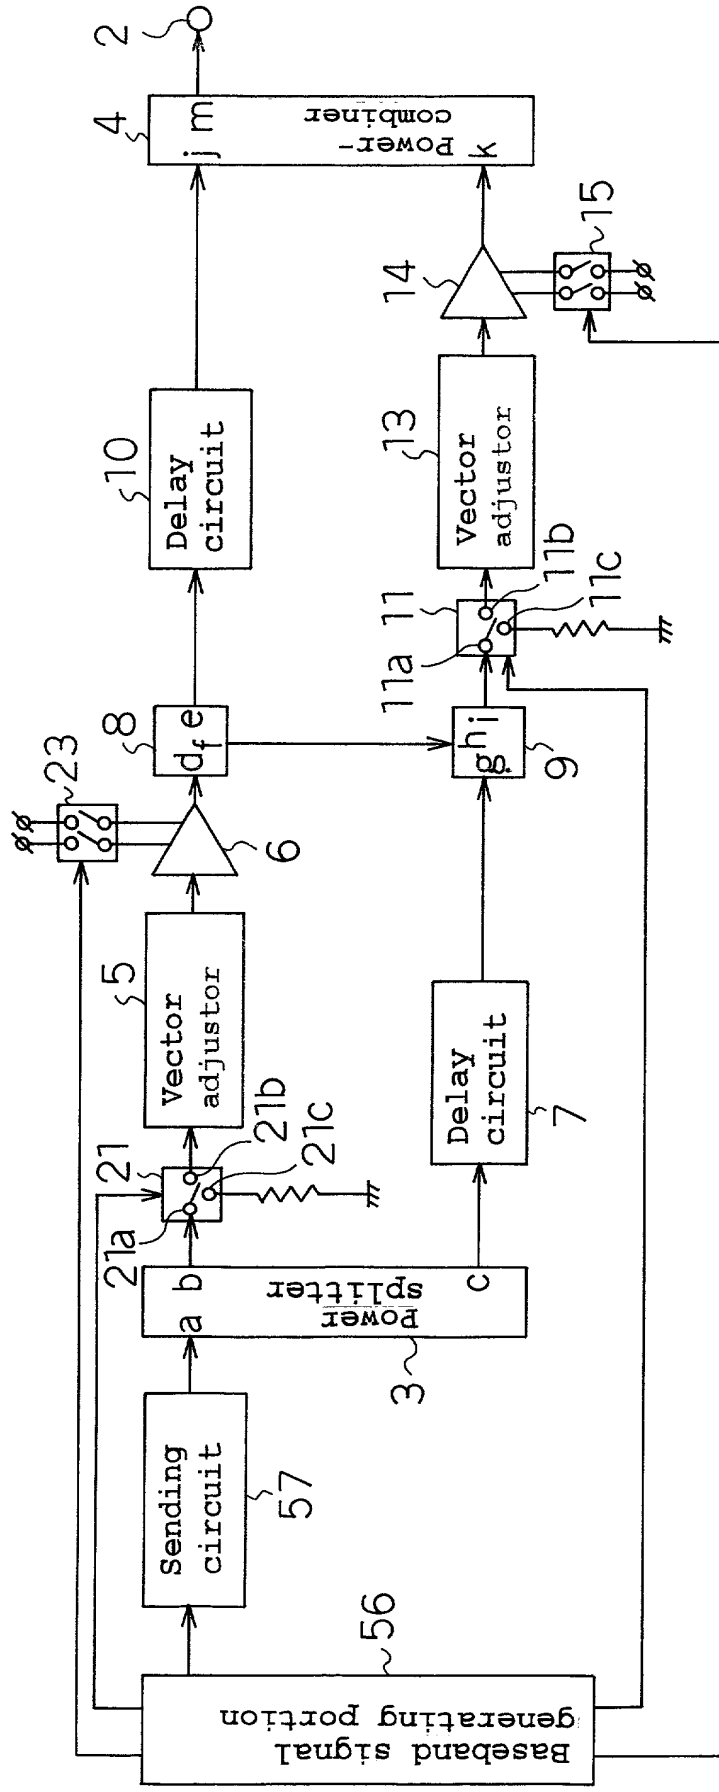 Baseband signal
generating portion
56
Sending
circuit
57
Power
splitter
3
a b
c
21
21a
21b
21c
Vector
adjustor
5
6
23
8
d f e
Delay
circuit
10
Delay
circuit
7
g h i
9
11
11a
11b
11c
Vector
adjustor
13
14
15
Power-
combiner
4
j m
k
2